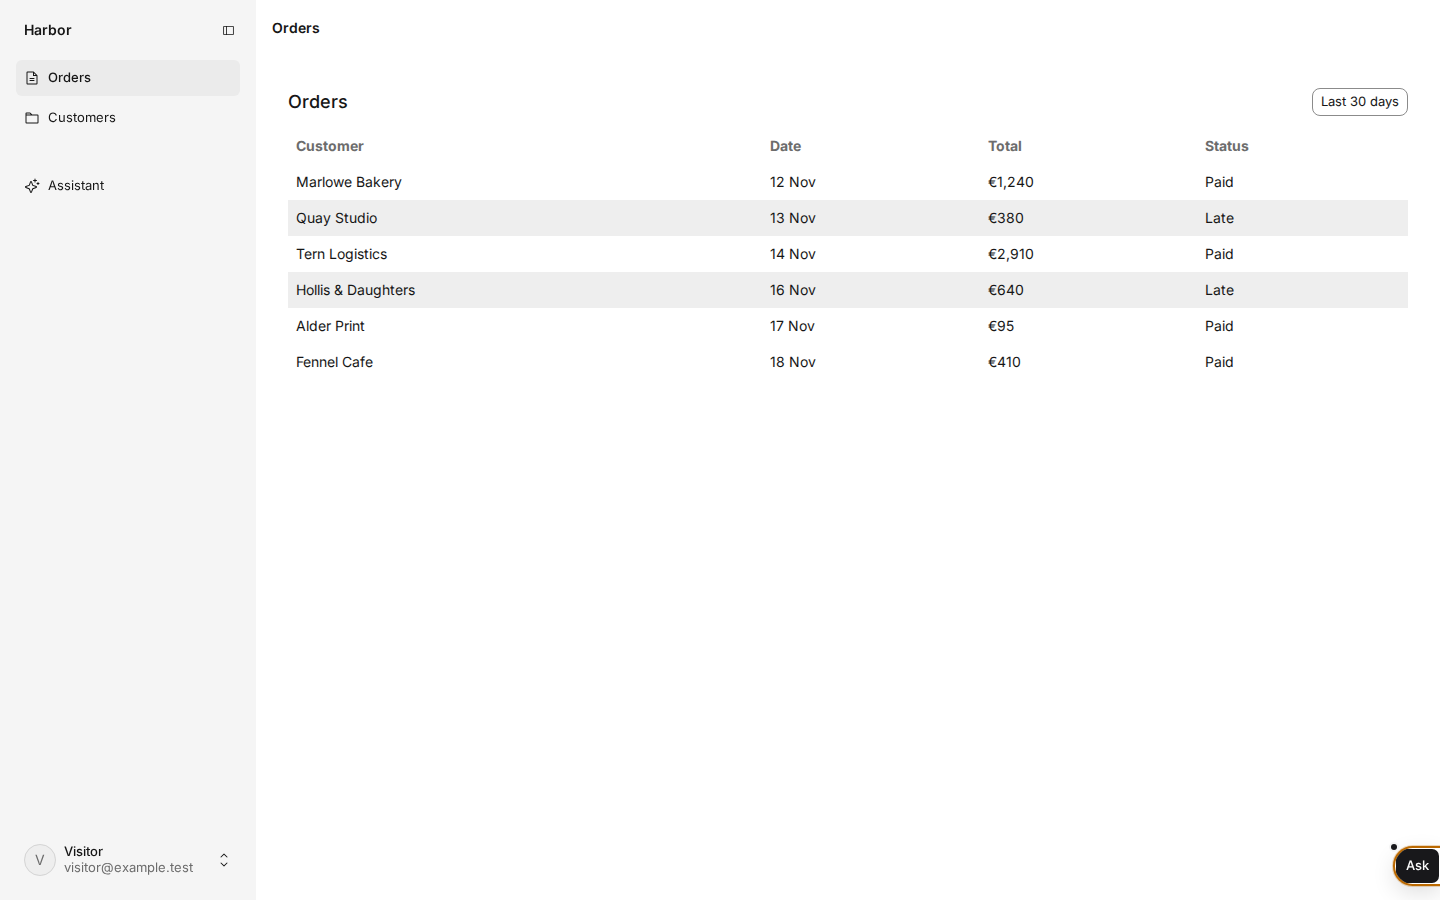 Harbor
Orders
Customers
Assistant
Orders
Orders
Last 30 days
Customer Date Total Status
Marlowe Bakery 12 Nov €1,240 Paid
Quay Studio 13 Nov €380 Late
Tern Logistics 14 Nov €2,910 Paid
Hollis & Daughters 16 Nov €640 Late
Alder Print 17 Nov €95 Paid
Fennel Cafe 18 Nov €410 Paid
V
Visitor
visitor@example.test
Ask